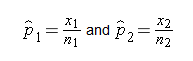 p̂₁ = x₁/n₁ and p̂₂ = x₂/n₂